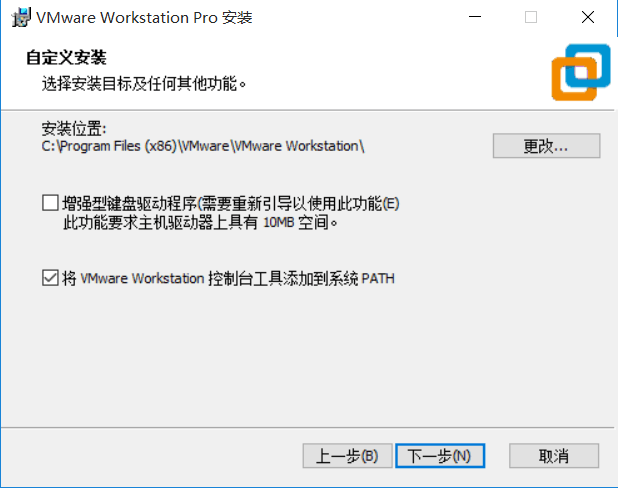 VMware Workstation Pro 安装
自定义安装
选择安装目标及任何其他功能。
安装位置:
C:\Program Files (x86)\VMware\VMware Workstation\
更改...
增强型键盘驱动程序(需要重新引导以使用此功能(E)
此功能要求主机驱动器上具有 10MB 空间。
将 VMware Workstation 控制台工具添加到系统 PATH
上一步(B) 下一步(N) 取消